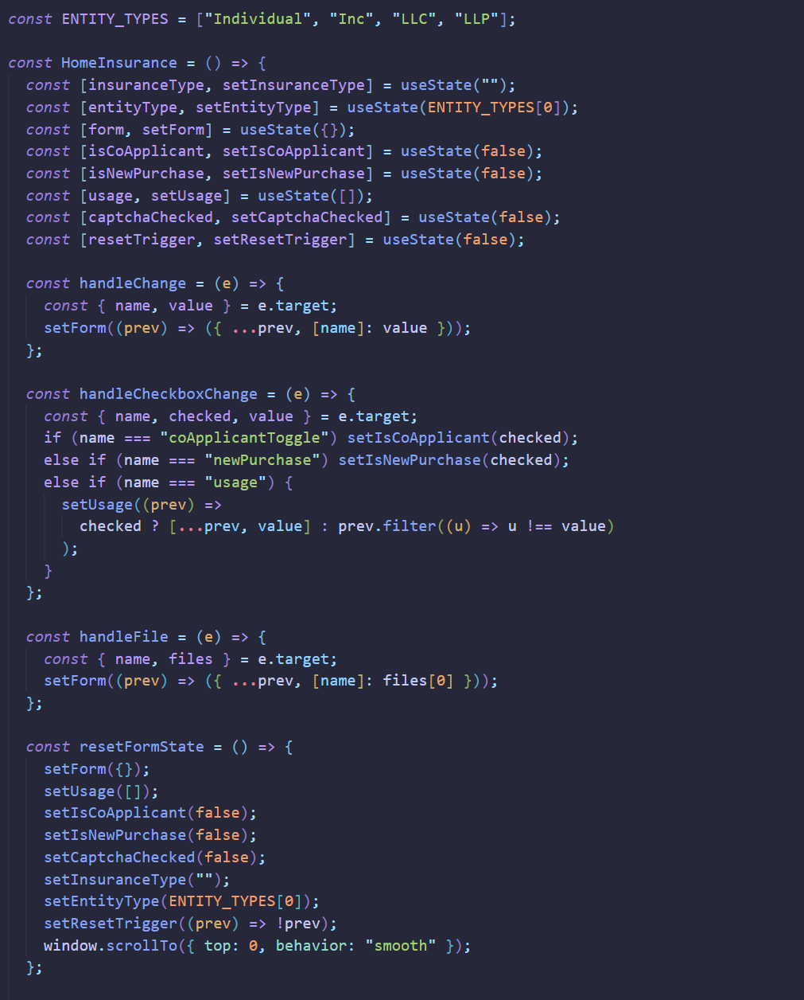 const ENTITY_TYPES = ["Individual", "Inc", "LLC", "LLP"];

const HomeInsurance = () => {
  const [insuranceType, setInsuranceType] = useState("");
  const [entityType, setEntityType] = useState(ENTITY_TYPES[0]);
  const [form, setForm] = useState({});
  const [isCoApplicant, setIsCoApplicant] = useState(false);
  const [isNewPurchase, setIsNewPurchase] = useState(false);
  const [usage, setUsage] = useState([]);
  const [captchaChecked, setCaptchaChecked] = useState(false);
  const [resetTrigger, setResetTrigger] = useState(false);

  const handleChange = (e) => {
    const { name, value } = e.target;
    setForm((prev) => ({ ...prev, [name]: value }));
  };

  const handleCheckboxChange = (e) => {
    const { name, checked, value } = e.target;
    if (name === "coApplicantToggle") setIsCoApplicant(checked);
    else if (name === "newPurchase") setIsNewPurchase(checked);
    else if (name === "usage") {
      setUsage((prev) =>
        checked ? [...prev, value] : prev.filter((u) => u !== value)
      );
    }
  };

  const handleFile = (e) => {
    const { name, files } = e.target;
    setForm((prev) => ({ ...prev, [name]: files[0] }));
  };

  const resetFormState = () => {
    setForm({});
    setUsage([]);
    setIsCoApplicant(false);
    setIsNewPurchase(false);
    setCaptchaChecked(false);
    setInsuranceType("");
    setEntityType(ENTITY_TYPES[0]);
    setResetTrigger((prev) => !prev);
    window.scrollTo({ top: 0, behavior: "smooth" });
  };